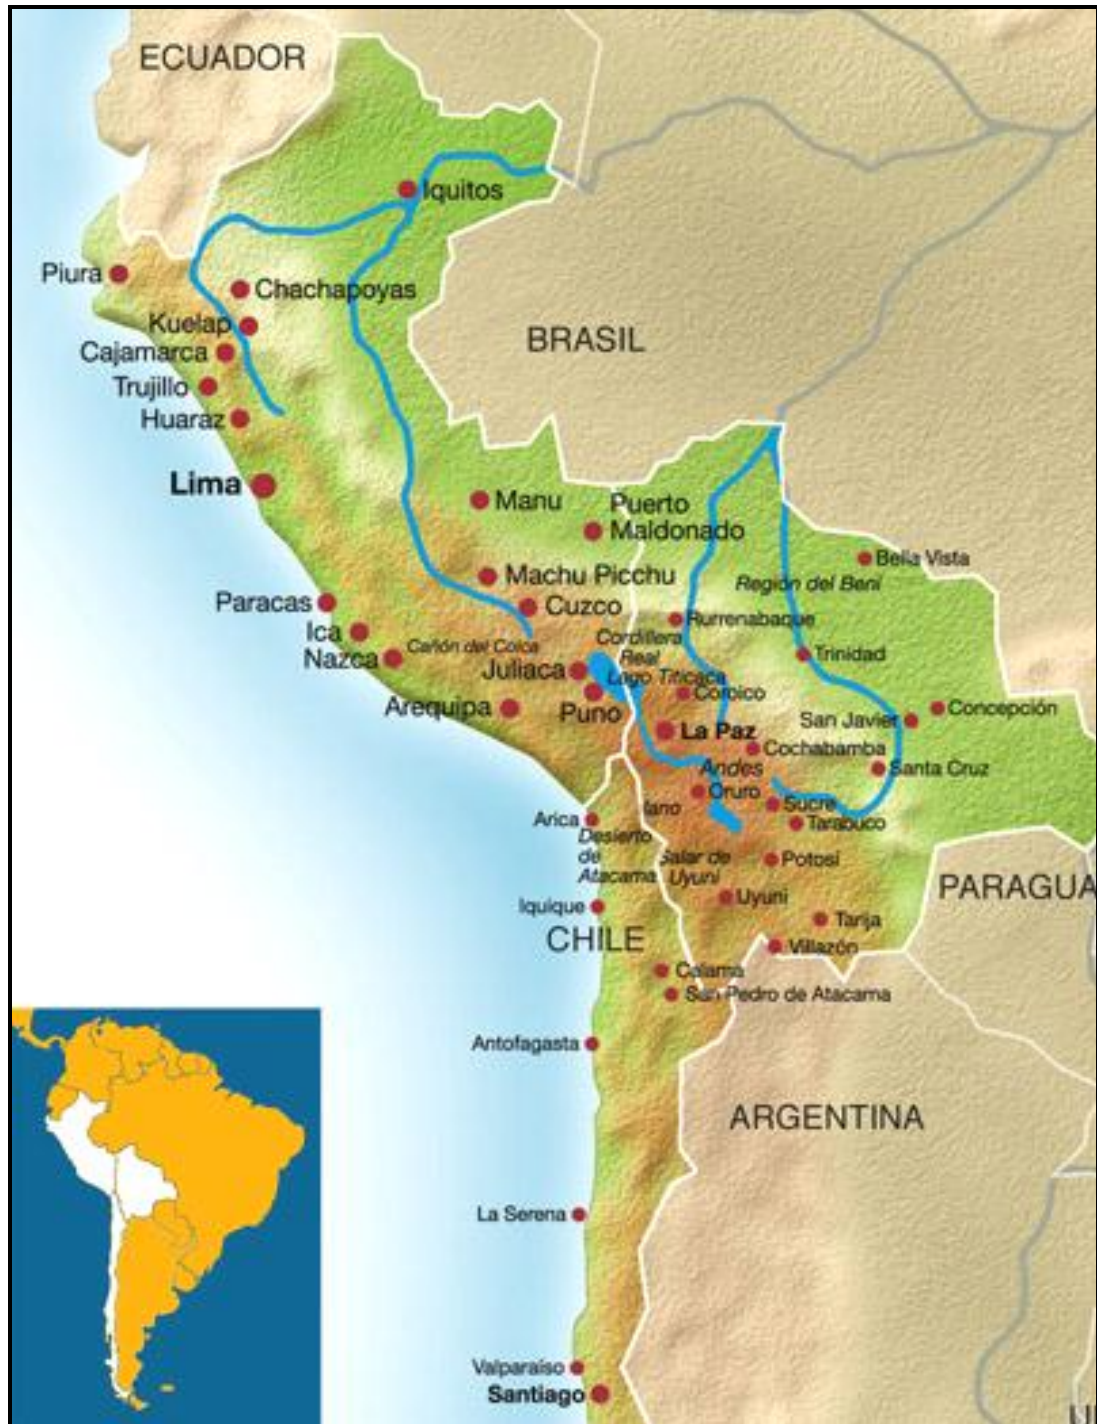 ECUADOR
Iquitos
Piura
Chachapoyas
Kuelap
BRASIL
Cajamarca
Trujillo
Huaraz
Lima
Manu
Puerto
Maldonado
Bella Vista
Machu Picchu
Región del Beni
Paracas
Cuzco
Rurrenabaque
Ica
Cordillera
Real
Cañón del Colca
Nazca
Trinidad
Juliaca
Lago Titicaca
Coroico
Arequipa
Puno
Concepción
San Javier
La Paz
Cochabamba
Andes
Santa Cruz
Oruro
lano
Sucre
Arica
Tarabuco
Desierto
de
Atacama
Salar de
Uyuni
Potosí
PARAGUA
Uyuni
Iquique
Tarija
CHILE
Villazón
Calama
San Pedro de Atacama
Antofagasta
ARGENTINA
La Serena
Valparaíso
Santiago